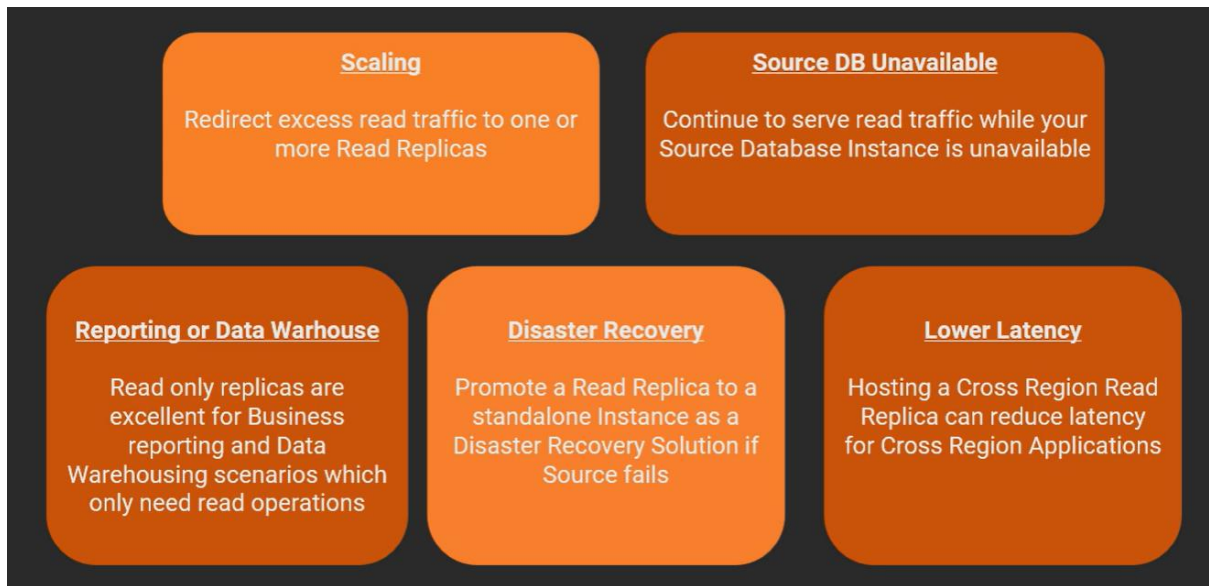 Scaling
Redirect excess read traffic to one or
more Read Replicas
Source DB Unavailable
Continue to serve read traffic while your
Source Database Instance is unavailable
Reporting or Data Warhouse
Read only replicas are
excellent for Business
reporting and Data
Warehousing scenarios which
only need read operations
Disaster Recovery
Promote a Read Replica to a
standalone Instance as a
Disaster Recovery Solution if
Source fails
Lower Latency
Hosting a Cross Region Read
Replica can reduce latency
for Cross Region Applications